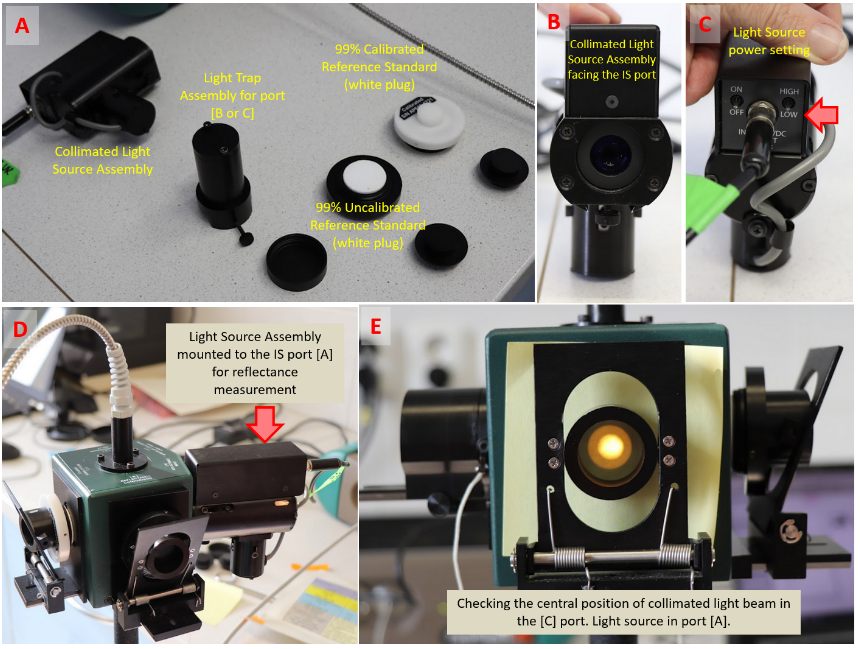 A
99% Calibrated
Reference Standard
(white plug)
Light Trap
Assembly for port
[B or C]
Collimated Light
Source Assembly
99% Uncalibrated
Reference Standard
(white plug)
B
Collimated Light
Source Assembly
facing the IS port
C
Light Source
power setting
ON
HIGH
OFF
LOW
D
Light Source Assembly
mounted to the IS port [A]
for reflectance
measurement
E
Checking the central position of collimated light beam in
the [C] port. Light source in port [A].